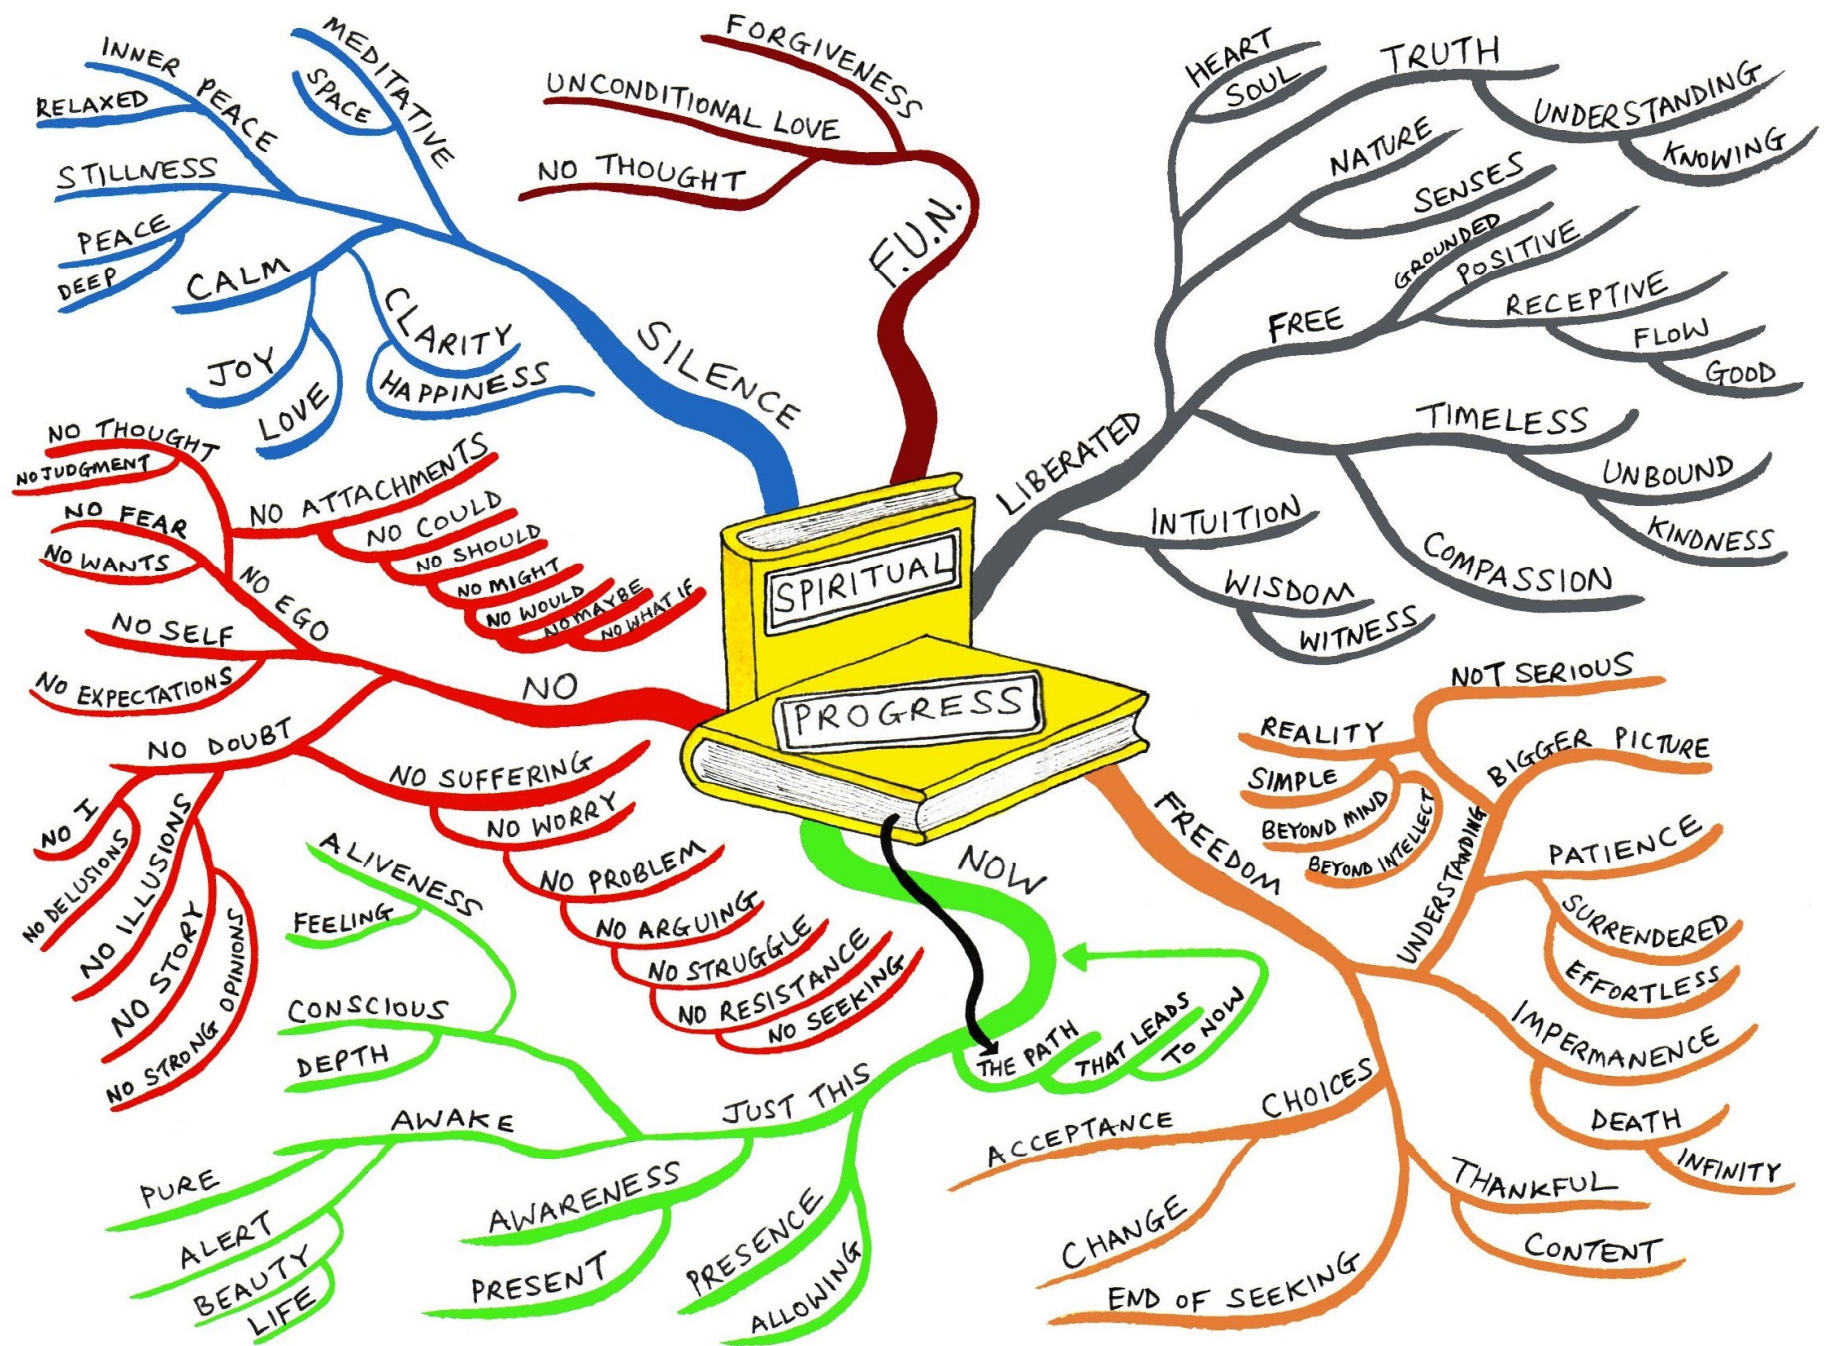 SPIRITUAL
PROGRESS
F.U.N.
FORGIVENESS
UNCONDITIONAL LOVE
NO THOUGHT
LIBERATED
HEART
SOUL
TRUTH
UNDERSTANDING
KNOWING
NATURE
SENSES
FREE
GROUNDED
POSITIVE
RECEPTIVE
FLOW
GOOD
TIMELESS
UNBOUND
KINDNESS
COMPASSION
INTUITION
WISDOM
WITNESS
FREEDOM
UNDERSTANDING
NOT SERIOUS
REALITY
SIMPLE
BEYOND MIND
BEYOND INTELLECT
BIGGER PICTURE
PATIENCE
SURRENDERED
EFFORTLESS
IMPERMANENCE
DEATH
INFINITY
CHOICES
ACCEPTANCE
CHANGE
THANKFUL
CONTENT
END OF SEEKING
NOW
THE PATH
THAT LEADS
TO NOW
JUST THIS
PRESENCE
ALLOWING
AWARENESS
PRESENT
ALIVENESS
FEELING
CONSCIOUS
DEPTH
AWAKE
PURE
ALERT
BEAUTY
LIFE
NO
NO EGO
NO THOUGHT
NO JUDGMENT
NO FEAR
NO WANTS
NO ATTACHMENTS
NO COULD
NO SHOULD
NO MIGHT
NO WOULD
NO MAYBE
NO WHAT IF
NO SELF
NO EXPECTATIONS
NO DOUBT
NO I
NO DELUSIONS
NO ILLUSIONS
NO STORY
NO STRONG OPINIONS
NO SUFFERING
NO WORRY
NO PROBLEM
NO ARGUING
NO STRUGGLE
NO RESISTANCE
NO SEEKING
SILENCE
MEDITATIVE
SPACE
INNER PEACE
RELAXED
STILLNESS
PEACE
DEEP
CALM
JOY
LOVE
CLARITY
HAPPINESS